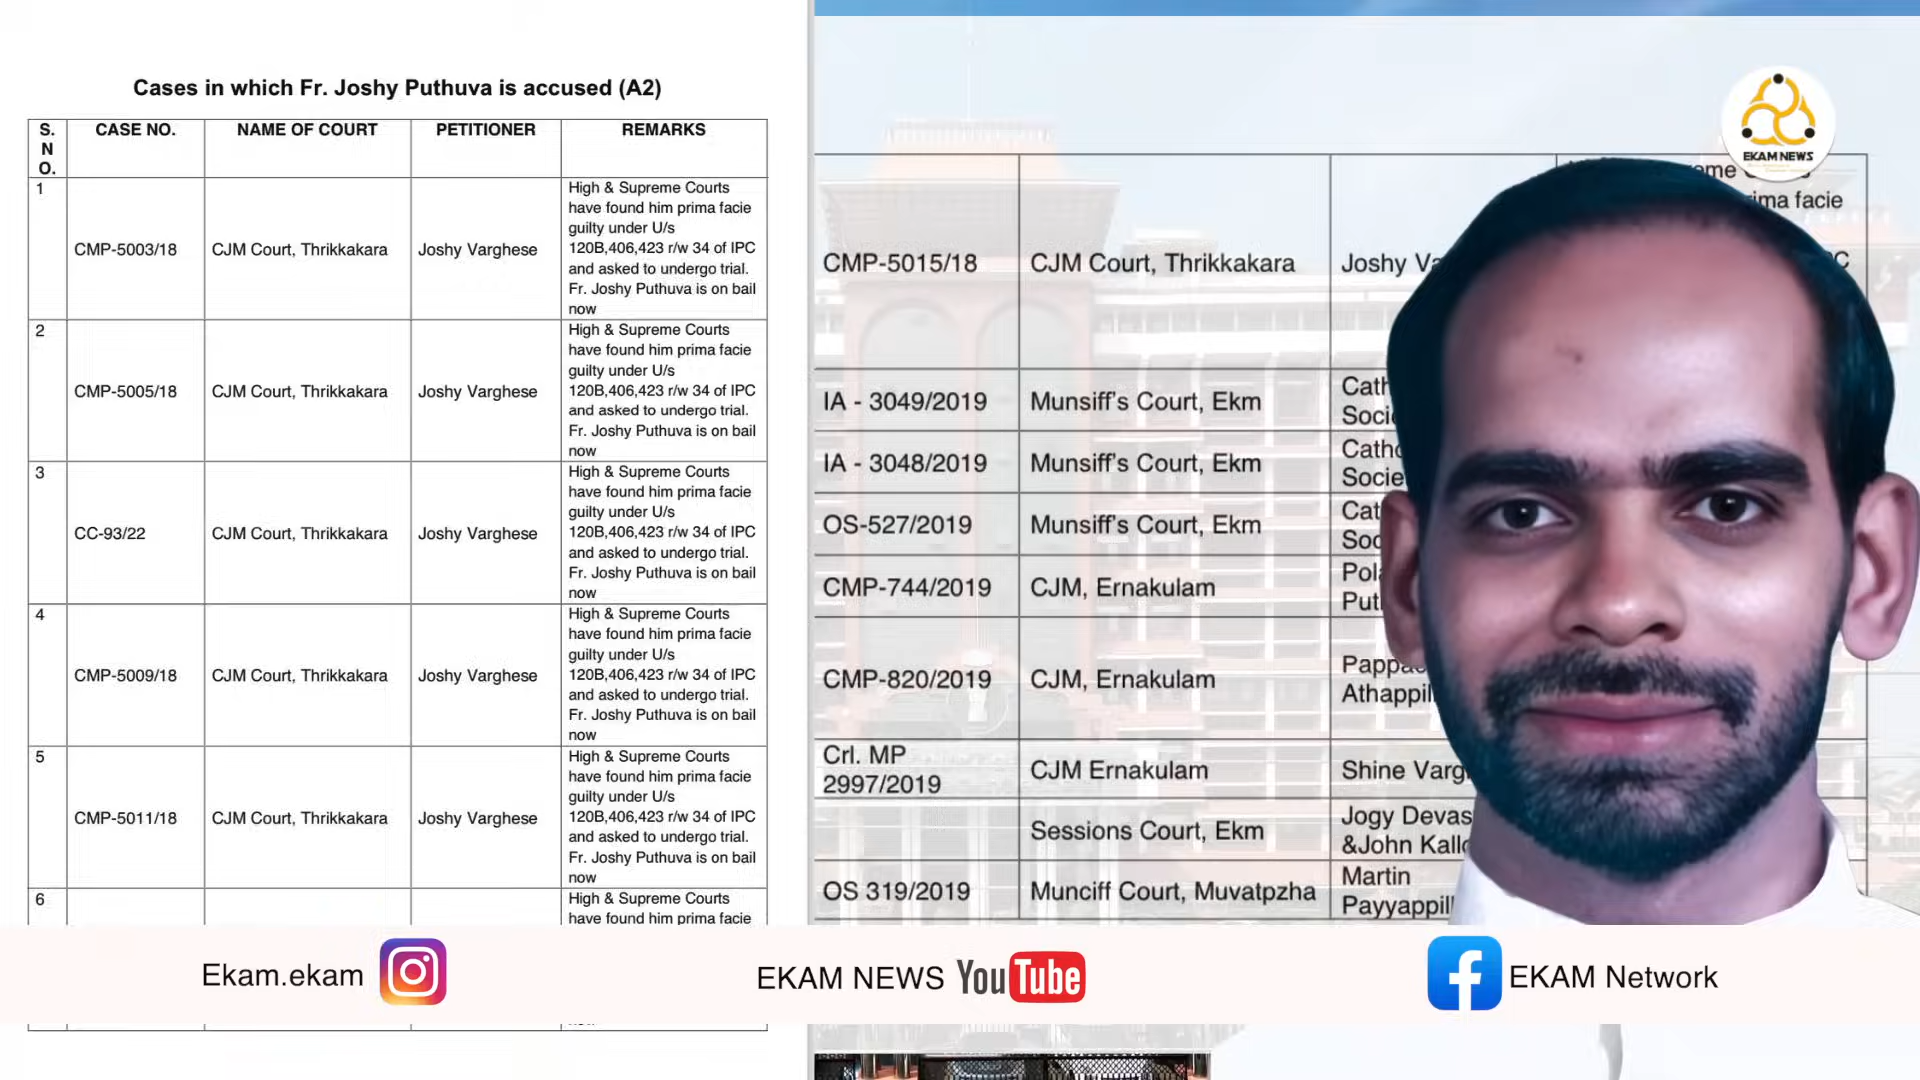 Cases in which Fr. Joshy Puthuva is accused (A2)
S.
N
O.
CASE NO.
NAME OF COURT
PETITIONER
REMARKS
1
CMP-5003/18
CJM Court, Thrikkakara
Joshy Varghese
High & Supreme Courts
have found him prima facie
guilty under U/s
120B,406,423 r/w 34 of IPC
and asked to undergo trial.
Fr. Joshy Puthuva is on bail
now
2
CMP-5005/18
CJM Court, Thrikkakara
Joshy Varghese
High & Supreme Courts
have found him prima facie
guilty under U/s
120B,406,423 r/w 34 of IPC
and asked to undergo trial.
Fr. Joshy Puthuva is on bail
now
3
CC-93/22
CJM Court, Thrikkakara
Joshy Varghese
High & Supreme Courts
have found him prima facie
guilty under U/s
120B,406,423 r/w 34 of IPC
and asked to undergo trial.
Fr. Joshy Puthuva is on bail
now
4
CMP-5009/18
CJM Court, Thrikkakara
Joshy Varghese
High & Supreme Courts
have found him prima facie
guilty under U/s
120B,406,423 r/w 34 of IPC
and asked to undergo trial.
Fr. Joshy Puthuva is on bail
now
5
CMP-5011/18
CJM Court, Thrikkakara
Joshy Varghese
High & Supreme Courts
have found him prima facie
guilty under U/s
120B,406,423 r/w 34 of IPC
and asked to undergo trial.
Fr. Joshy Puthuva is on bail
now
6
High & Supreme Courts
have found him prima facie
EKAM NEWS
facie
CMP-5015/18
CJM Court, Thrikkakara
Joshy
IA - 3049/2019
Munsiff's Court, Ekm
IA - 3048/2019
Munsiff's Court, Ekm
OS-527/2019
Munsiff's Court, Ekm
CMP-744/2019
CJM, Ernakulam
CMP-820/2019
CJM, Ernakulam
Crl. MP
2997/2019
CJM Ernakulam
Shine
Sessions Court, Ekm
Jogy
&John
OS 319/2019
Munciff Court, Muvatpzha
Martin
Ekam.ekam
EKAM NEWS YouTube
EKAM Network